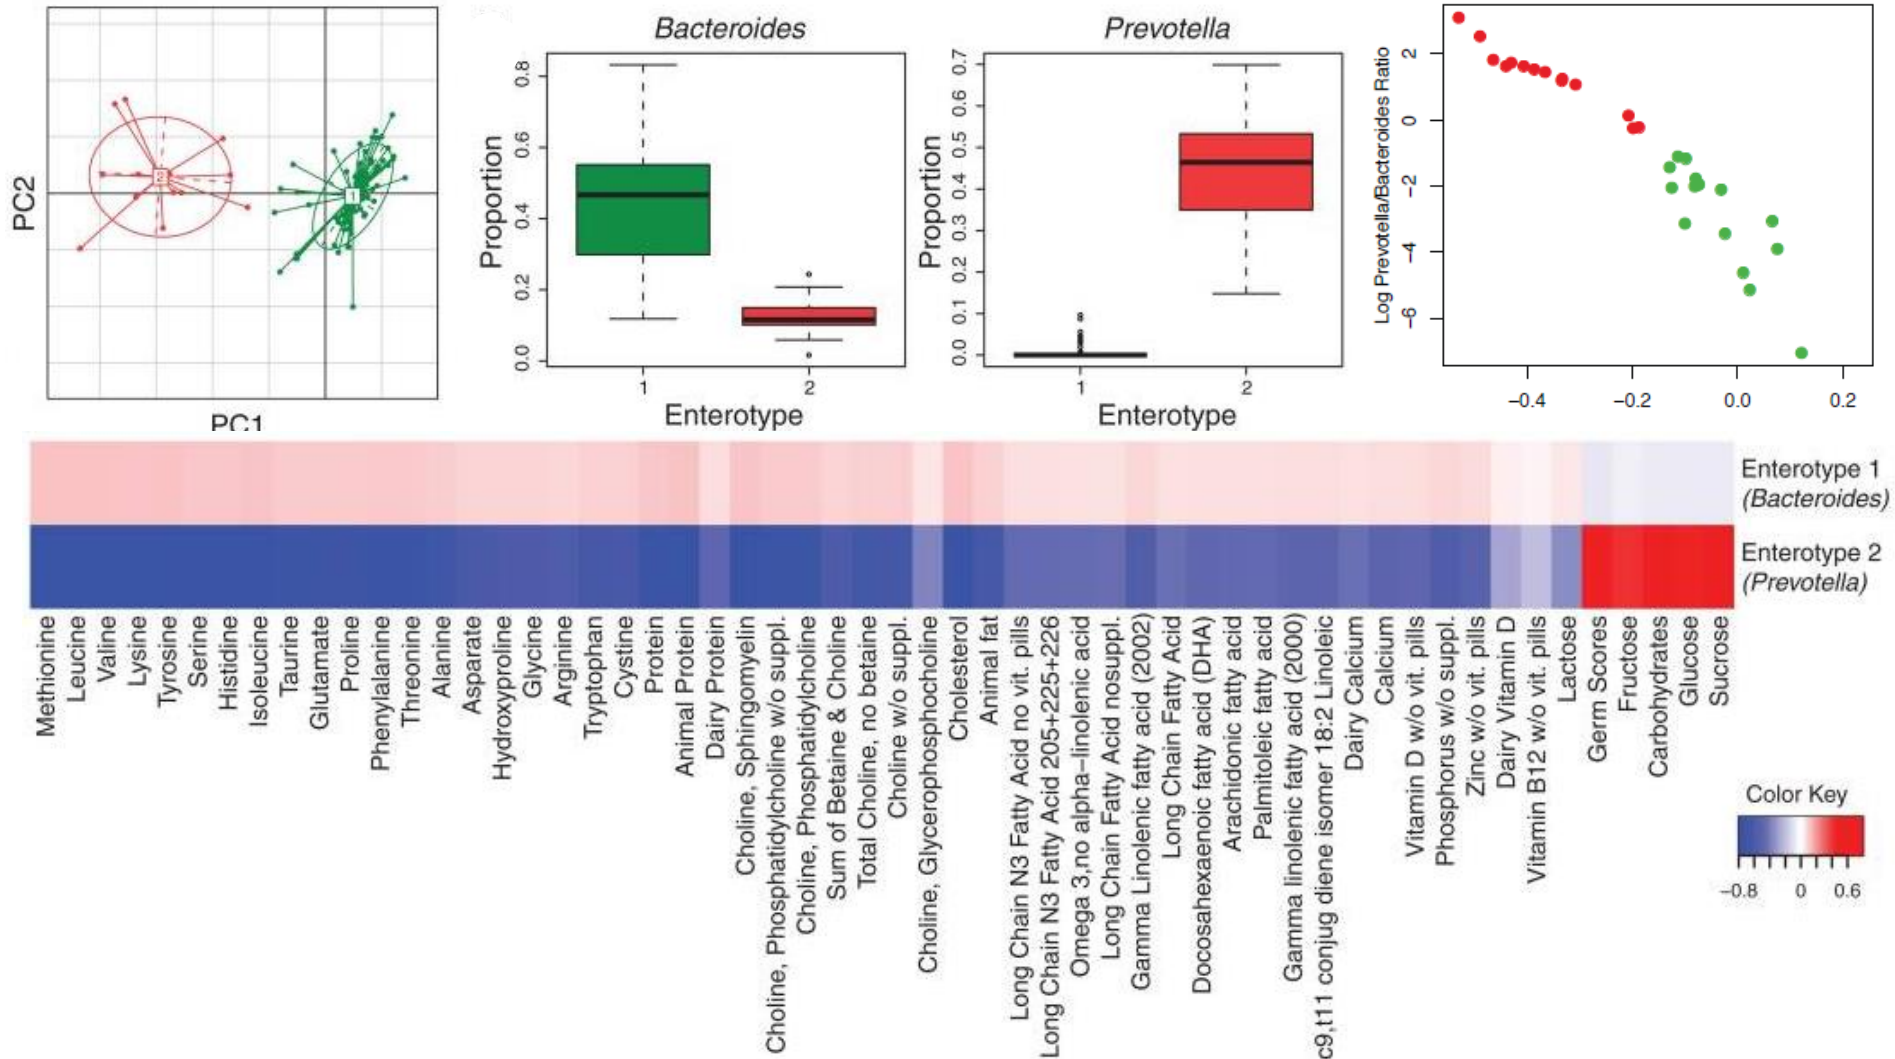 PC2
PC1
2
1
Bacteroides
Proportion
0.8
0.6
0.4
0.2
0.0
1
2
Enterotype
Prevotella
Proportion
0.7
0.6
0.5
0.4
0.3
0.2
0.1
0.0
1
2
Enterotype
Log Prevotella/Bacteroides Ratio
2
0
−2
−4
−6
−0.4
−0.2
0.0
0.2
Enterotype 1
(Bacteroides)
Enterotype 2
(Prevotella)
Methionine
Leucine
Valine
Lysine
Tyrosine
Serine
Histidine
Isoleucine
Taurine
Glutamate
Proline
Phenylalanine
Threonine
Alanine
Asparate
Hydroxyproline
Glycine
Arginine
Tryptophan
Cystine
Protein
Animal Protein
Dairy Protein
Choline, Sphingomyelin
Choline, Phosphatidylcholine w/o suppl.
Choline, Phosphatidylcholine
Sum of Betaine & Choline
Total Choline, no betaine
Choline w/o suppl.
Choline, Glycerophosphocholine
Cholesterol
Animal fat
Long Chain N3 Fatty Acid no vit. pills
Long Chain N3 Fatty Acid 205+225+226
Omega 3,no alpha−linolenic acid
Long Chain Fatty Acid nosuppl.
Gamma Linolenic fatty acid (2002)
Long Chain Fatty Acid
Docosahexaenoic fatty acid (DHA)
Arachidonic fatty acid
Palmitoleic fatty acid
Gamma linolenic fatty acid (2000)
c9,t11 conjug diene isomer 18:2 Linoleic
Dairy Calcium
Calcium
Vitamin D w/o vit. pills
Phosphorus w/o suppl.
Zinc w/o vit. pills
Dairy Vitamin D
Vitamin B12 w/o vit. pills
Lactose
Germ Scores
Fructose
Carbohydrates
Glucose
Sucrose
Color Key
−0.8
0
0.6